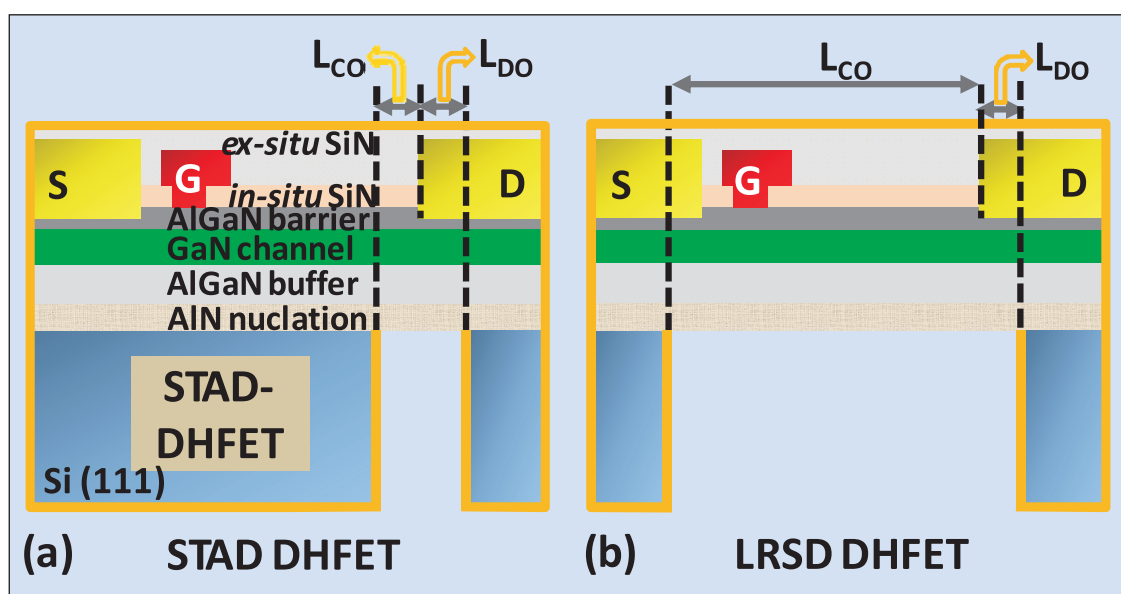 LCO LDO
ex-situ SiN
S G in-situ SiN D
AlGaN barrier
GaN channel
AlGaN buffer
AlN nuclation
STAD-
DHFET
Si (111)
(a) STAD DHFET
LCO LDO
S G D
(b) LRSD DHFET